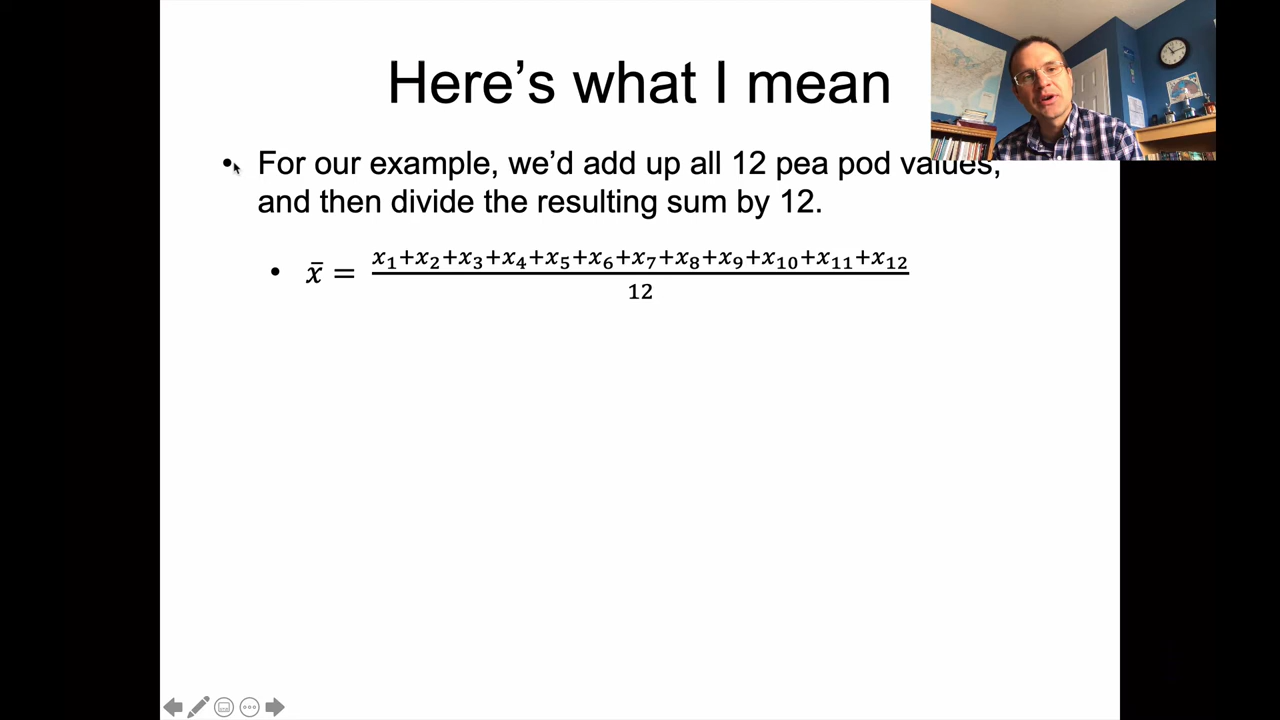 Here's what I mean
• For our example, we'd add up all 12 pea pod values,
and then divide the resulting sum by 12.
• x̄ = (x₁+x₂+x₃+x₄+x₅+x₆+x₇+x₈+x₉+x₁₀+x₁₁+x₁₂)/12